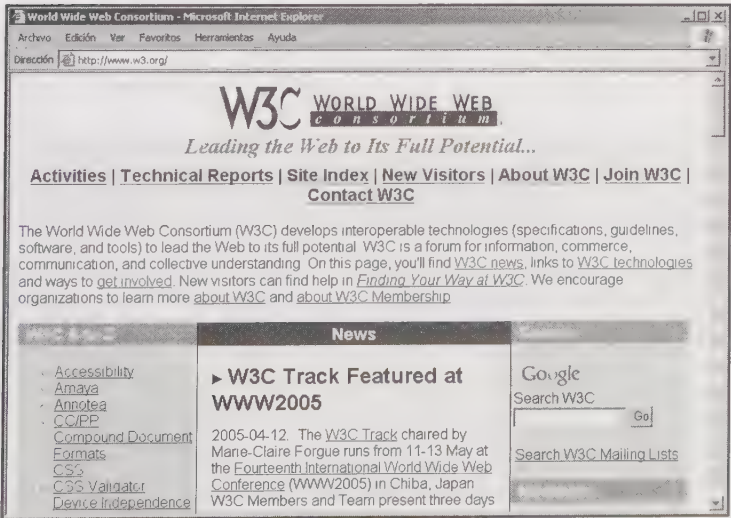 World Wide Web Consortium - Microsoft Internet Explorer
Archivo Edición Ver Favoritos Herramientas Ayuda
Dirección http://www.w3.org/
W3C WORLD WIDE WEB
consortium
Leading the Web to Its Full Potential...
Activities | Technical Reports | Site Index | New Visitors | About W3C | Join W3C |
Contact W3C
The World Wide Web Consortium (W3C) develops interoperable technologies (specifications, guidelines,
software, and tools) to lead the Web to its full potential. W3C is a forum for information, commerce,
communication, and collective understanding. On this page, you'll find W3C news, links to W3C technologies
and ways to get involved. New visitors can find help in Finding Your Way at W3C. We encourage
organizations to learn more about W3C and about W3C Membership
Accessibility
Amaya
Annotea
CC/PP
Compound Document
Formats
CSS
CSS Validator
Device Independence
News
▸ W3C Track Featured at
WWW2005
2005-04-12. The W3C Track chaired by
Marie-Claire Forgue runs from 11-13 May at
the Fourteenth International World Wide Web
Conference (WWW2005) in Chiba, Japan
W3C Members and Team present three days
Google
Search W3C
Go
Search W3C Mailing Lists